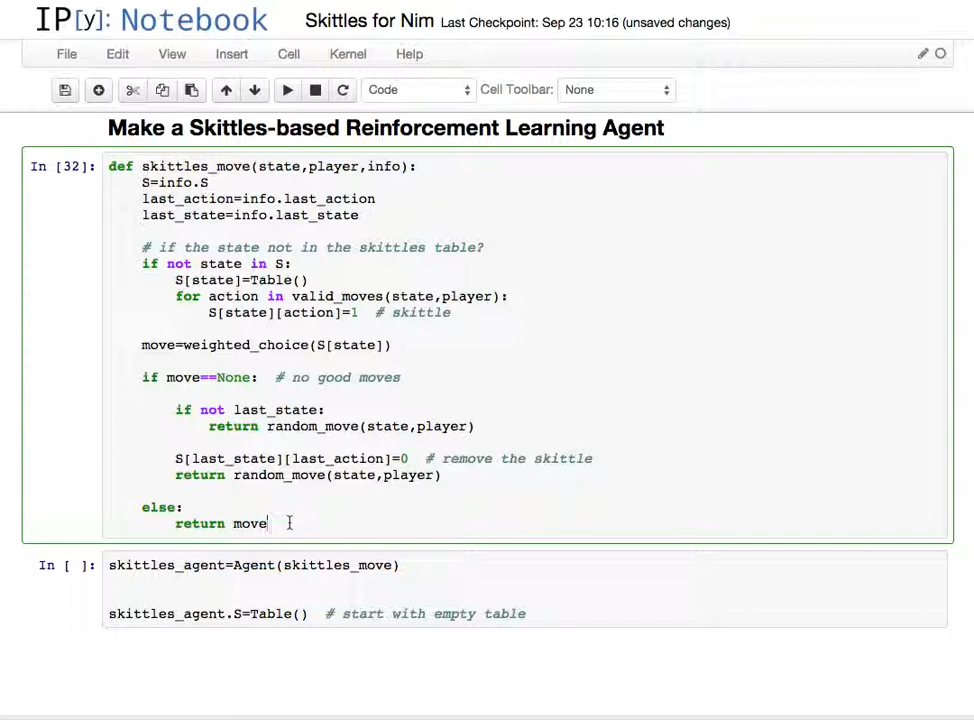 IP[y]: Notebook Skittles for Nim Last Checkpoint: Sep 23 10:16 (unsaved changes)
File Edit View Insert Cell Kernel Help
Code Cell Toolbar: None
Make a Skittles-based Reinforcement Learning Agent
In [32]: def skittles_move(state,player,info):
    S=info.S
    last_action=info.last_action
    last_state=info.last_state
    # if the state not in the skittles table?
    if not state in S:
        S[state]=Table()
        for action in valid_moves(state,player):
            S[state][action]=1  # skittle
    move=weighted_choice(S[state])
    if move==None:  # no good moves
        if not last_state:
            return random_move(state,player)
        S[last_state][last_action]=0  # remove the skittle
        return random_move(state,player)
    else:
        return move
In [ ]: skittles_agent=Agent(skittles_move)
skittles_agent.S=Table()  # start with empty table